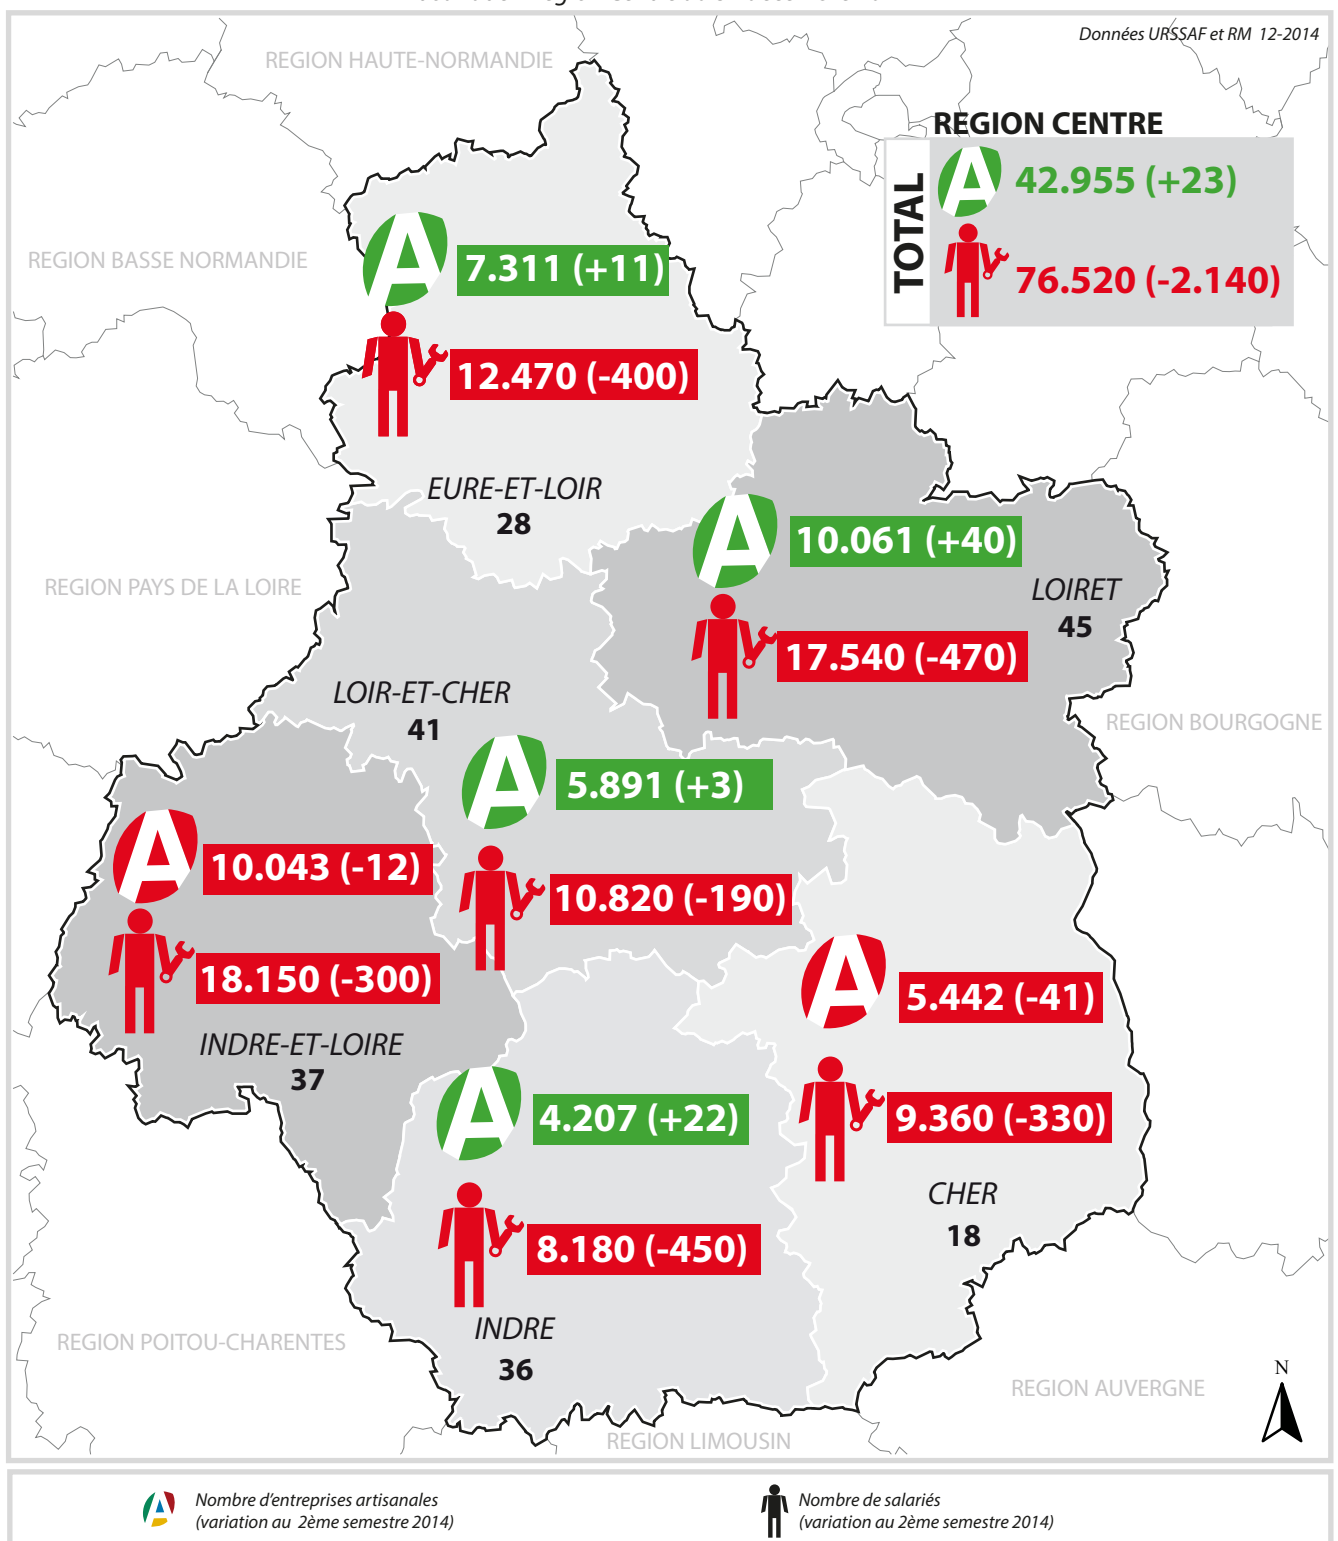 Données URSSAF et RM 12-2014
REGION HAUTE-NORMANDIE
REGION CENTRE
TOTAL
42.955 (+23)
76.520 (-2.140)
REGION BASSE NORMANDIE
7.311 (+11)
12.470 (-400)
EURE-ET-LOIR
28
10.061 (+40)
REGION PAYS DE LA LOIRE
LOIRET
45
17.540 (-470)
LOIR-ET-CHER
41
REGION BOURGOGNE
5.891 (+3)
10.820 (-190)
10.043 (-12)
18.150 (-300)
INDRE-ET-LOIRE
37
5.442 (-41)
9.360 (-330)
CHER
18
4.207 (+22)
8.180 (-450)
INDRE
36
REGION POITOU-CHARENTES
REGION AUVERGNE
N
REGION LIMOUSIN
Nombre d'entreprises artisanales
(variation au 2ème semestre 2014)
Nombre de salariés
(variation au 2ème semestre 2014)